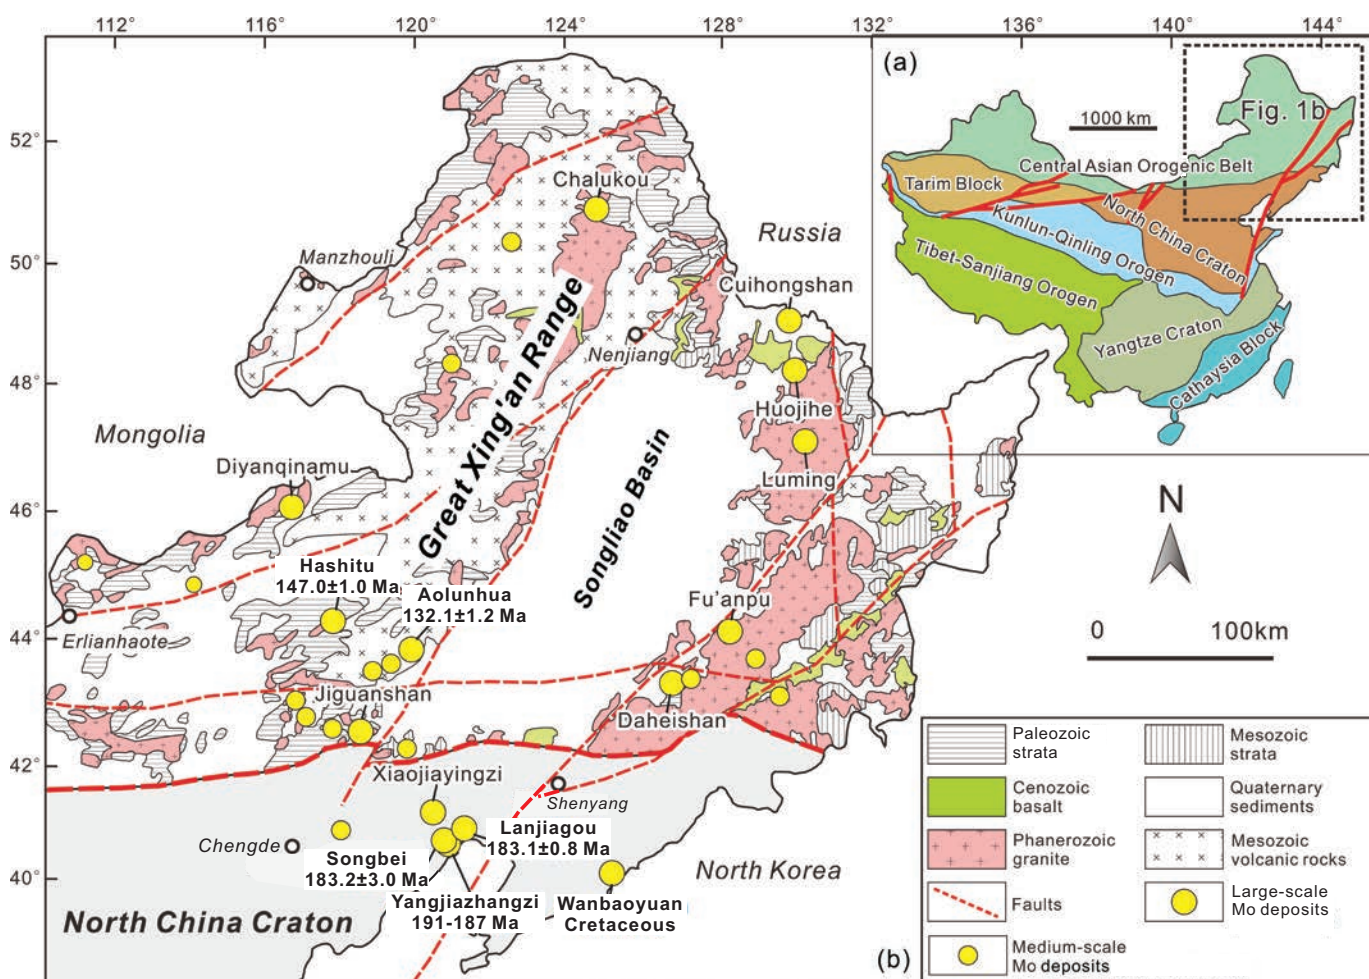 112°
116°
120°
124°
128°
132°
136°
140°
144°
52°
50°
48°
46°
44°
42°
40°
(a)
1000 km
Fig. 1b
Central Asian Orogenic Belt
Tarim Block
North China Craton
Kunlun-Qinling Orogen
Tibet-Sanjiang Orogen
Yangtze Craton
Cathaysia Block
Chalukou
Russia
Manzhouli
Cuihongshan
Nenjiang
Great Xing'an Range
Huojihe
Mongolia
Songliao Basin
Diyanqinamu
Luming
N
Hashitu
147.0±1.0 Ma
Aolunhua
132.1±1.2 Ma
Fu'anpu
Erlianhaote
0 100km
Jiguanshan
Daheishan
Xiaojiayingzi
Shenyang
Lanjiagou
183.1±0.8 Ma
Chengde
Songbei
183.2±3.0 Ma
North Korea
Yangjiazhangzi
191-187 Ma
Wanbaoyuan
Cretaceous
North China Craton
Paleozoic
strata
Mesozoic
strata
Cenozoic
basalt
Quaternary
sediments
Phanerozoic
granite
Mesozoic
volcanic rocks
Faults
Large-scale
Mo deposits
(b)
Medium-scale
Mo deposits